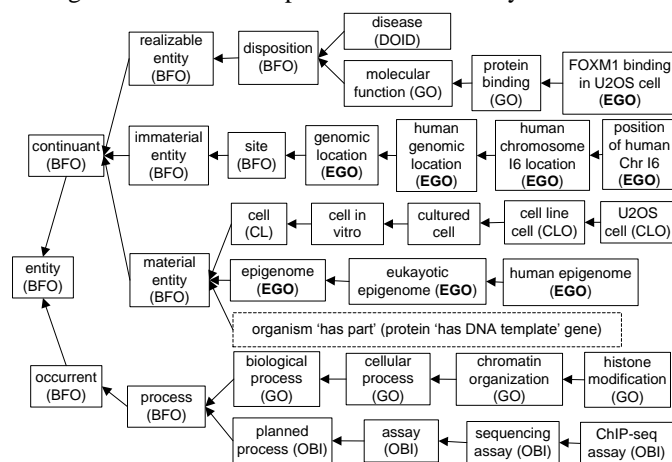 disease
(DOID)
realizable
entity
(BFO)
disposition
(BFO)
molecular
function (GO)
protein
binding
(GO)
FOXM1 binding
in U2OS cell
(EGO)
continuant
(BFO)
immaterial
entity
(BFO)
site
(BFO)
genomic
location
(EGO)
human
genomic
location
(EGO)
human
chromosome
I6 location
(EGO)
position
of human
Chr I6
(EGO)
cell
(CL)
cell in
vitro
cultured
cell
cell line
cell (CLO)
U2OS
cell (CLO)
entity
(BFO)
material
entity
(BFO)
epigenome
(EGO)
eukayotic
epigenome (EGO)
human epigenome
(EGO)
organism ‘has part’ (protein ‘has DNA template’ gene)
occurrent
(BFO)
process
(BFO)
biological
process
(GO)
cellular
process
(GO)
chromatin
organization
(GO)
histone
modification
(GO)
planned
process (OBI)
assay
(OBI)
sequencing
assay (OBI)
ChIP-seq
assay (OBI)